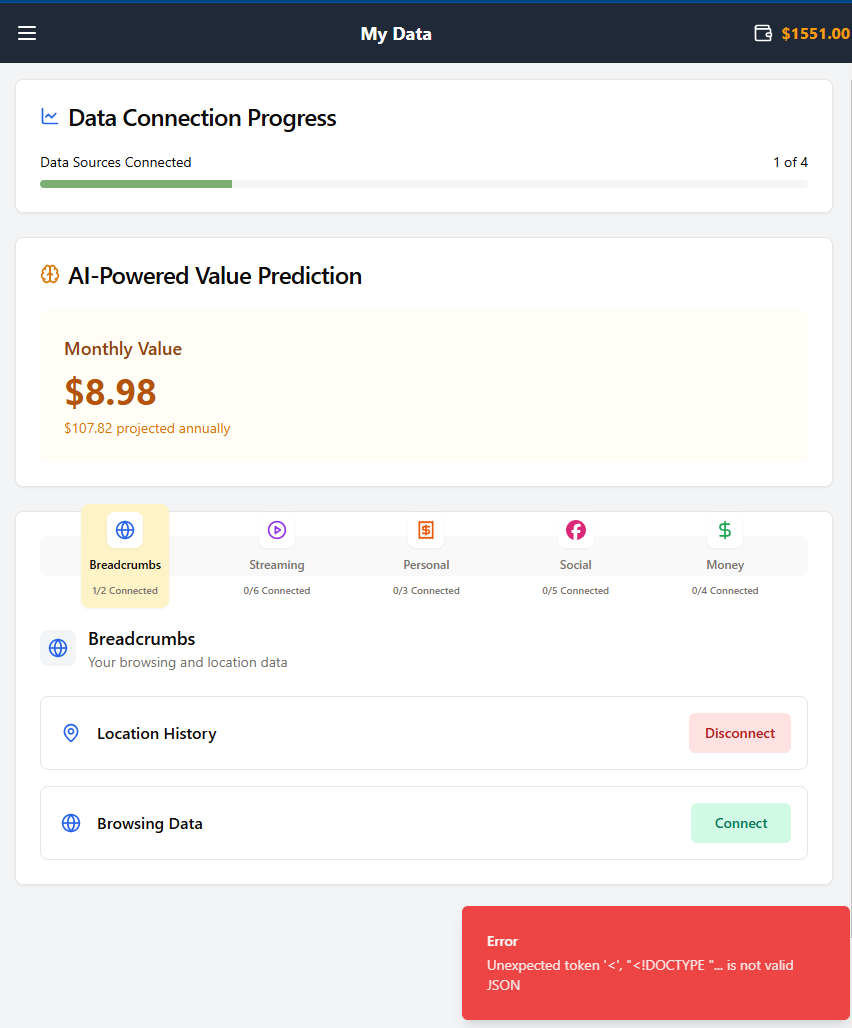 My Data
$1551.00
Data Connection Progress
Data Sources Connected
1 of 4
AI-Powered Value Prediction
Monthly Value
$8.98
$107.82 projected annually
Breadcrumbs
1/2 Connected
Streaming
0/6 Connected
Personal
0/3 Connected
Social
0/5 Connected
Money
0/4 Connected
Breadcrumbs
Your browsing and location data
Location History
Disconnect
Browsing Data
Connect
Error
Unexpected token '<', "<!DOCTYPE "... is not valid
JSON